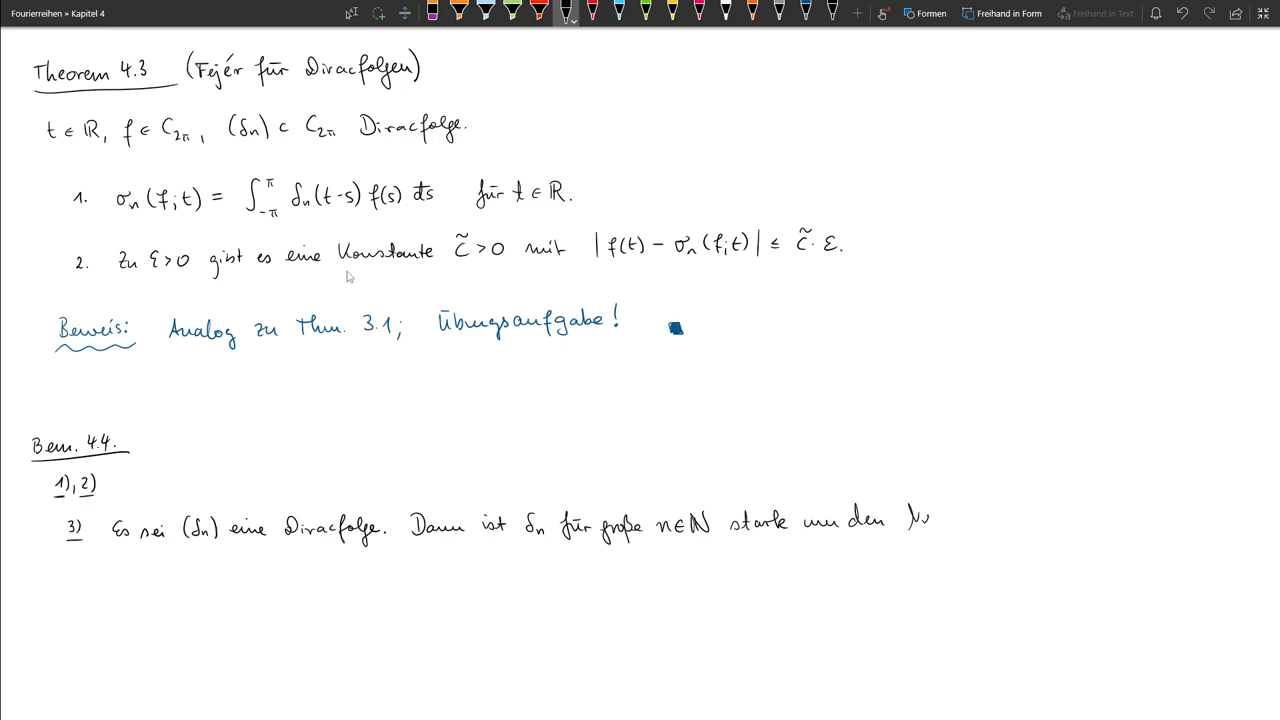 Fourierreihen » Kapitel 4
Formen
Freihand in Form
Freihand in Text
Theorem 4.3 (Fejér für Diracfolgen)
t ∈ ℝ, f ∈ C₂π, (δn) ⊂ C₂π Diracfolge.
1. σn(f;t) = ∫_{-π}^{π} δn(t-s) f(s) đs für t ∈ ℝ.
2. Zu ε>0 gibt es eine Konstante C̃ >0 mit |f(t) - σn(f;t)| ≤ C̃ · ε.
Beweis: Analog zu Thm. 3.1; Übungsaufgabe!
Bem. 4.4.
1), 2)
3) Es sei (δn) eine Diracfolge. Dann ist δn für große n∈ℕ stark um den